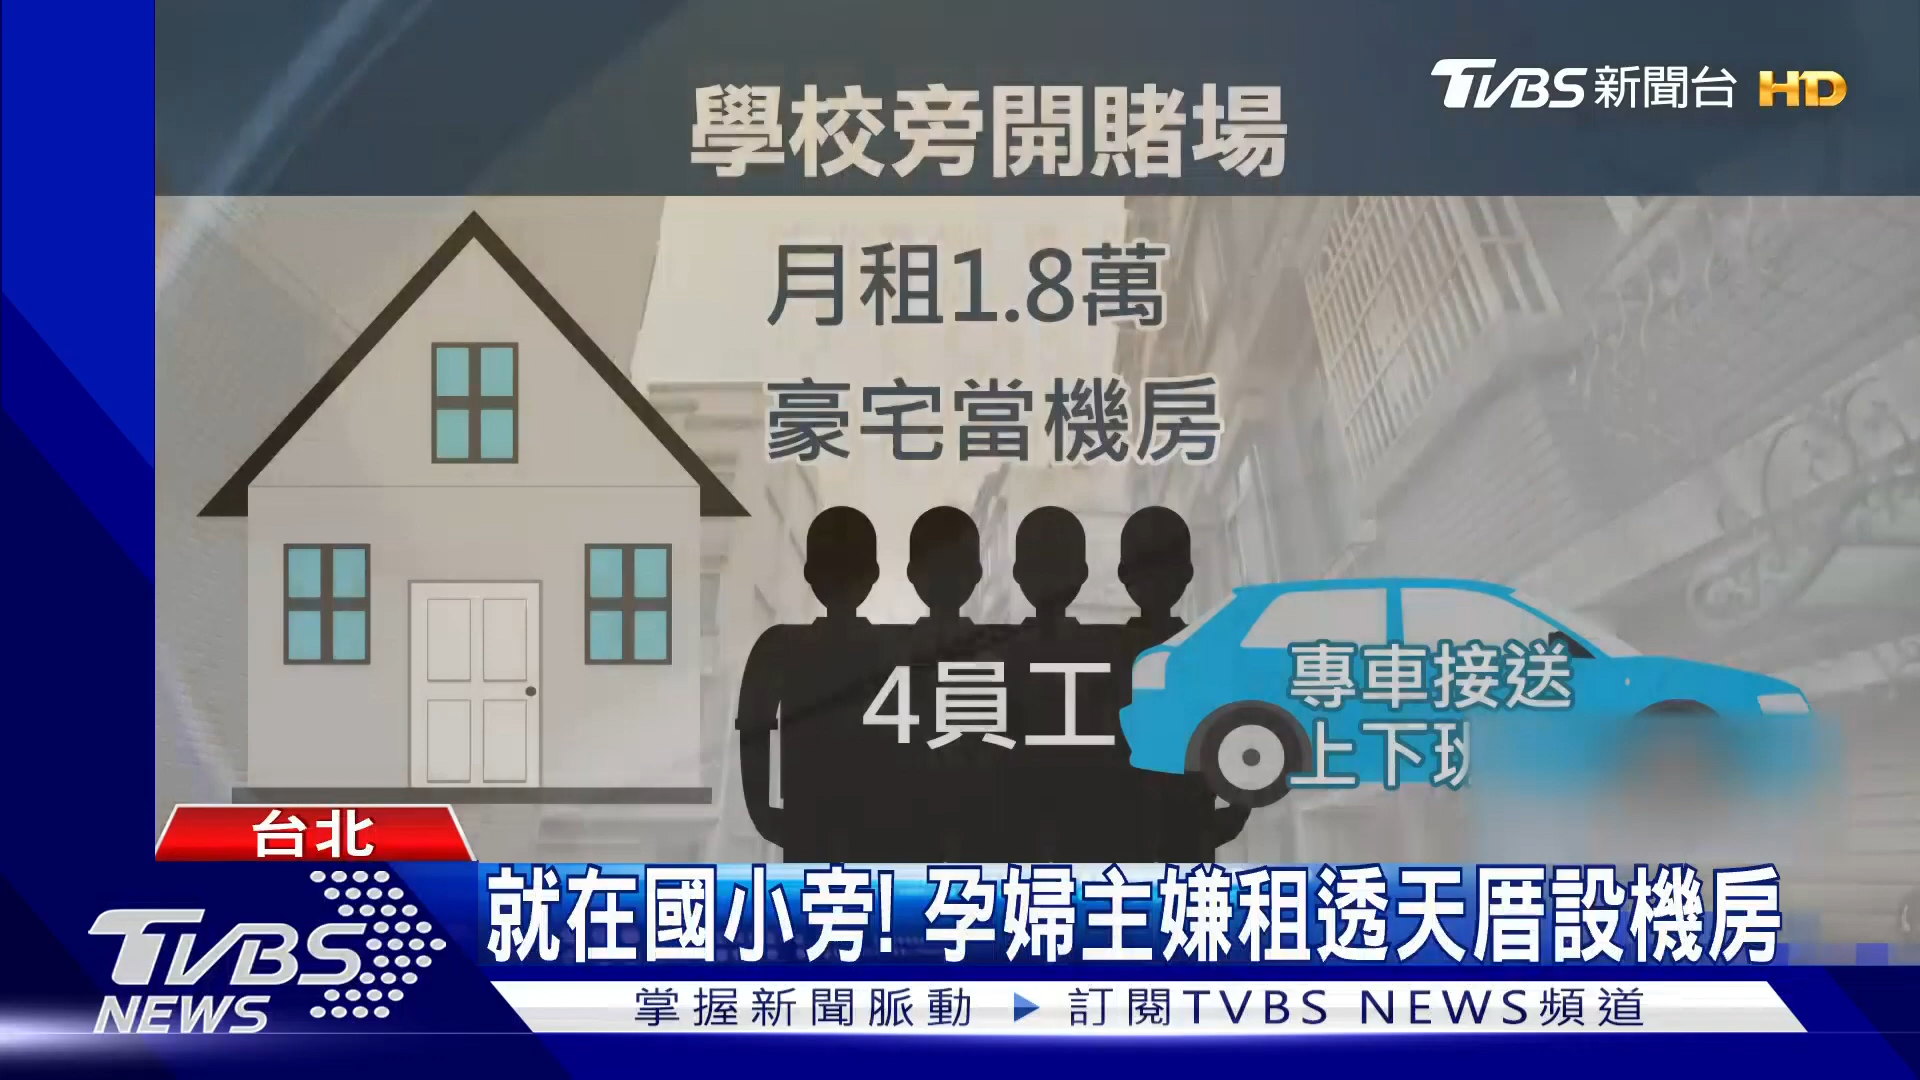 學校旁開賭場
TVBS新聞台 HD
月租1.8萬
豪宅當機房
4員工
專車接送
上下班
台北
就在國小旁! 孕婦主嫌租透天厝設機房
TVBS
NEWS
掌握新聞脈動 訂閱TVBS NEWS頻道